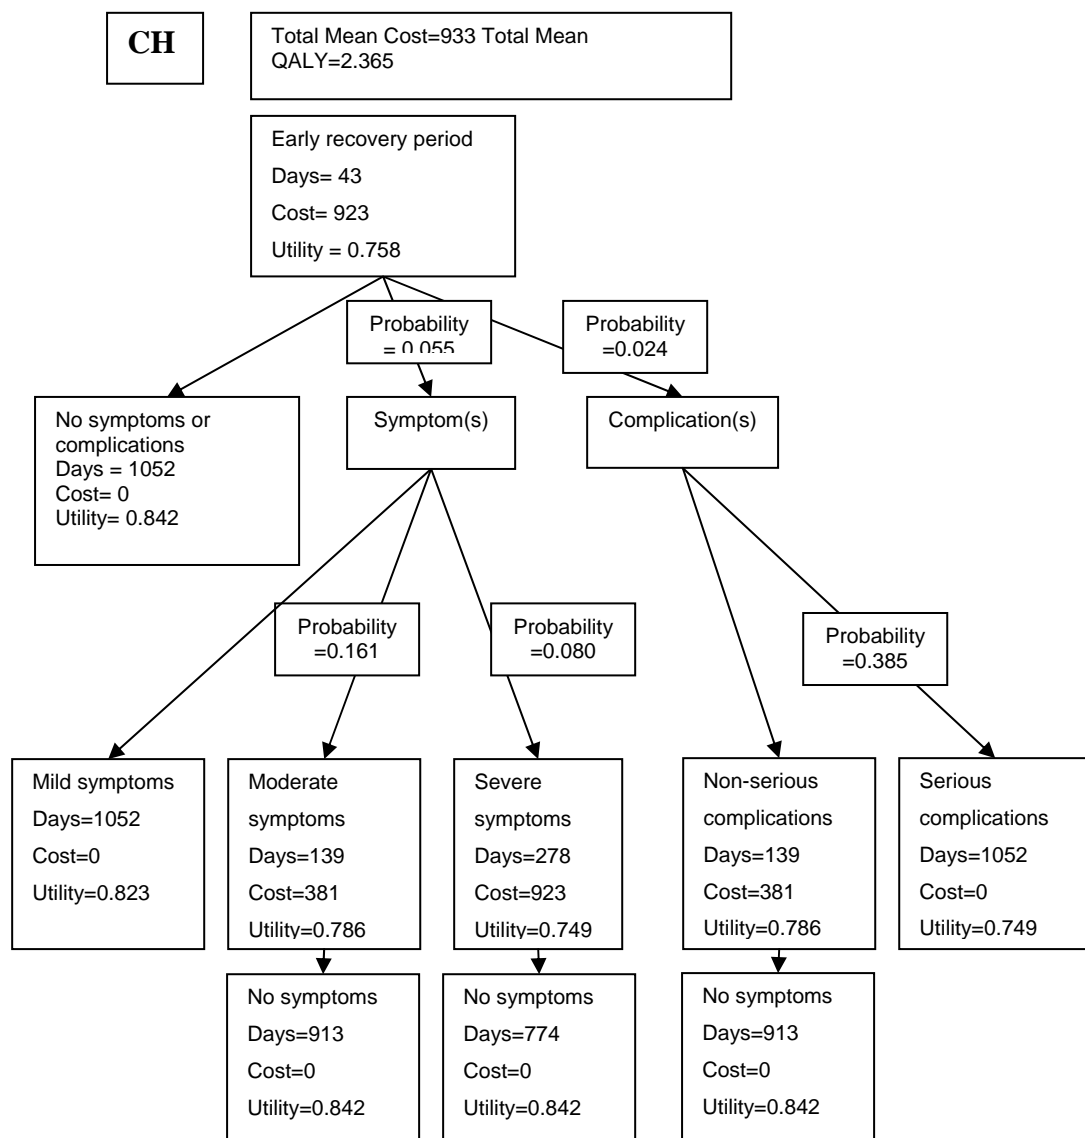 CH
Total Mean Cost=933 Total Mean
QALY=2.365
Early recovery period
Days= 43
Cost= 923
Utility = 0.758
Probability
= 0.055
Probability
=0.024
No symptoms or
complications
Days = 1052
Cost= 0
Utility= 0.842
Symptom(s)
Complication(s)
Probability
=0.161
Probability
=0.080
Probability
=0.385
Mild symptoms
Days=1052
Cost=0
Utility=0.823
Moderate
symptoms
Days=139
Cost=381
Utility=0.786
Severe
symptoms
Days=278
Cost=923
Utility=0.749
Non-serious
complications
Days=139
Cost=381
Utility=0.786
Serious
complications
Days=1052
Cost=0
Utility=0.749
No symptoms
Days=913
Cost=0
Utility=0.842
No symptoms
Days=774
Cost=0
Utility=0.842
No symptoms
Days=913
Cost=0
Utility=0.842